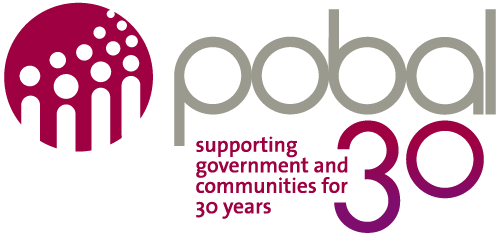 pobal
supporting
government and
communities for
30 years
30